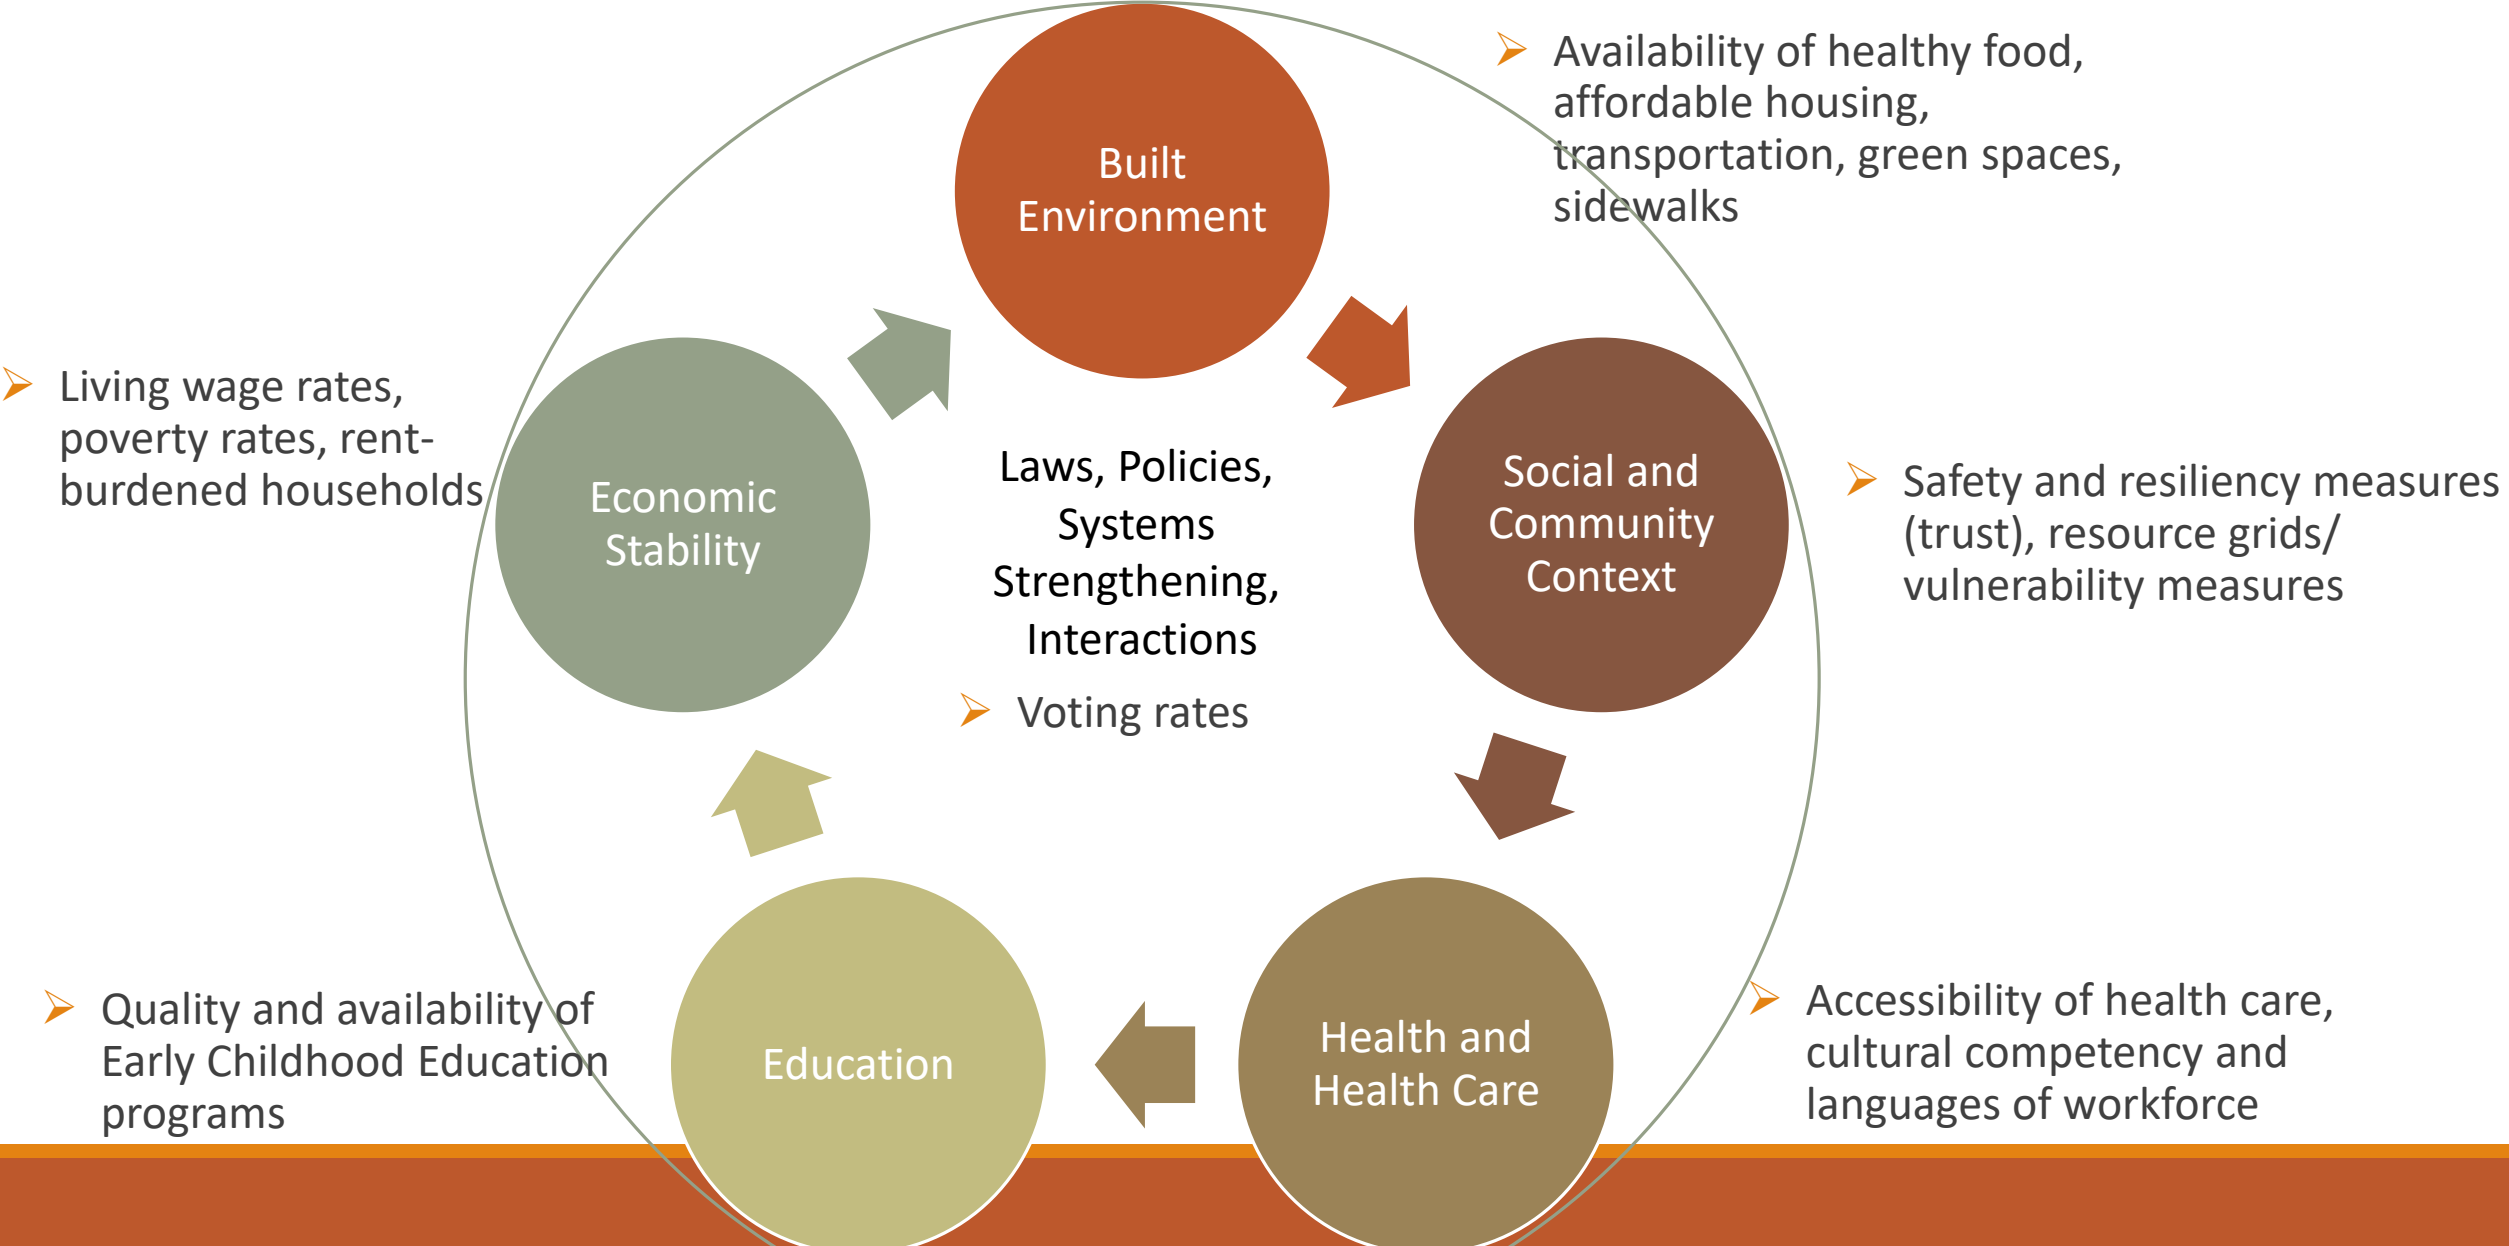 Built
Environment
Availability of healthy food,
affordable housing,
transportation, green spaces,
sidewalks
Living wage rates,
poverty rates, rent-
burdened households
Economic
Stability
Laws, Policies,
Systems
Strengthening,
Interactions
Voting rates
Social and
Community
Context
Safety and resiliency measures
(trust), resource grids/
vulnerability measures
Quality and availability of
Early Childhood Education
programs
Education
Health and
Health Care
Accessibility of health care,
cultural competency and
languages of workforce